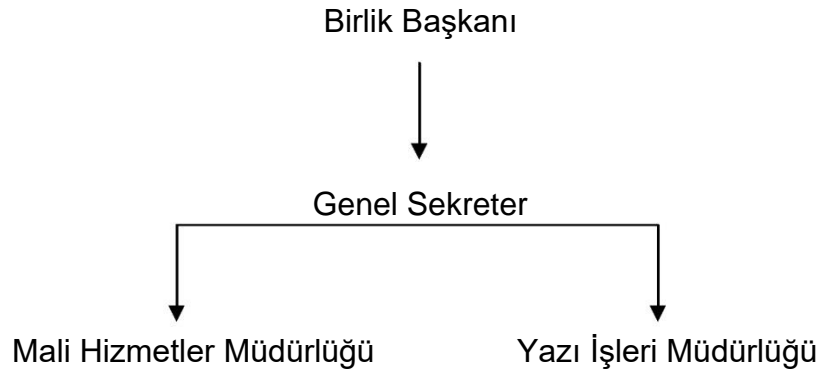 Birlik Başkanı
Genel Sekreter
Mali Hizmetler Müdürlüğü
Yazı İşleri Müdürlüğü